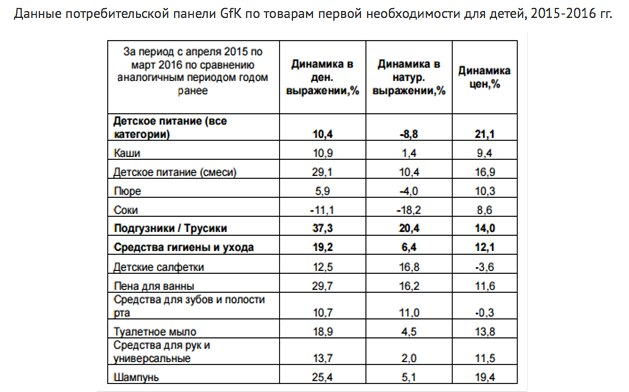 Данные потребительской панели GfK по товарам первой необходимости для детей, 2015-2016 гг.
За период с апреля 2015 по
март 2016 по сравнению
аналогичным периодом годом
ранее
Динамика в
ден.
выражении,%
Динамика в
натур.
выражении,%
Динамика
цен,%
Детское питание (все
категории) 10,4 -8,8 21,1
Каши 10,9 1,4 9,4
Детское питание (смеси) 29,1 10,4 16,9
Пюре 5,9 -4,0 10,3
Соки -11,1 -18,2 8,6
Подгузники / Трусики 37,3 20,4 14,0
Средства гигиены и ухода 19,2 6,4 12,1
Детские салфетки 12,5 16,8 -3,6
Пена для ванны 29,7 16,2 11,6
Средства для зубов и полости
рта 10,7 11,0 -0,3
Туалетное мыло 18,9 4,5 13,8
Средства для рук и
универсальные 13,7 2,0 11,5
Шампунь 25,4 5,1 19,4